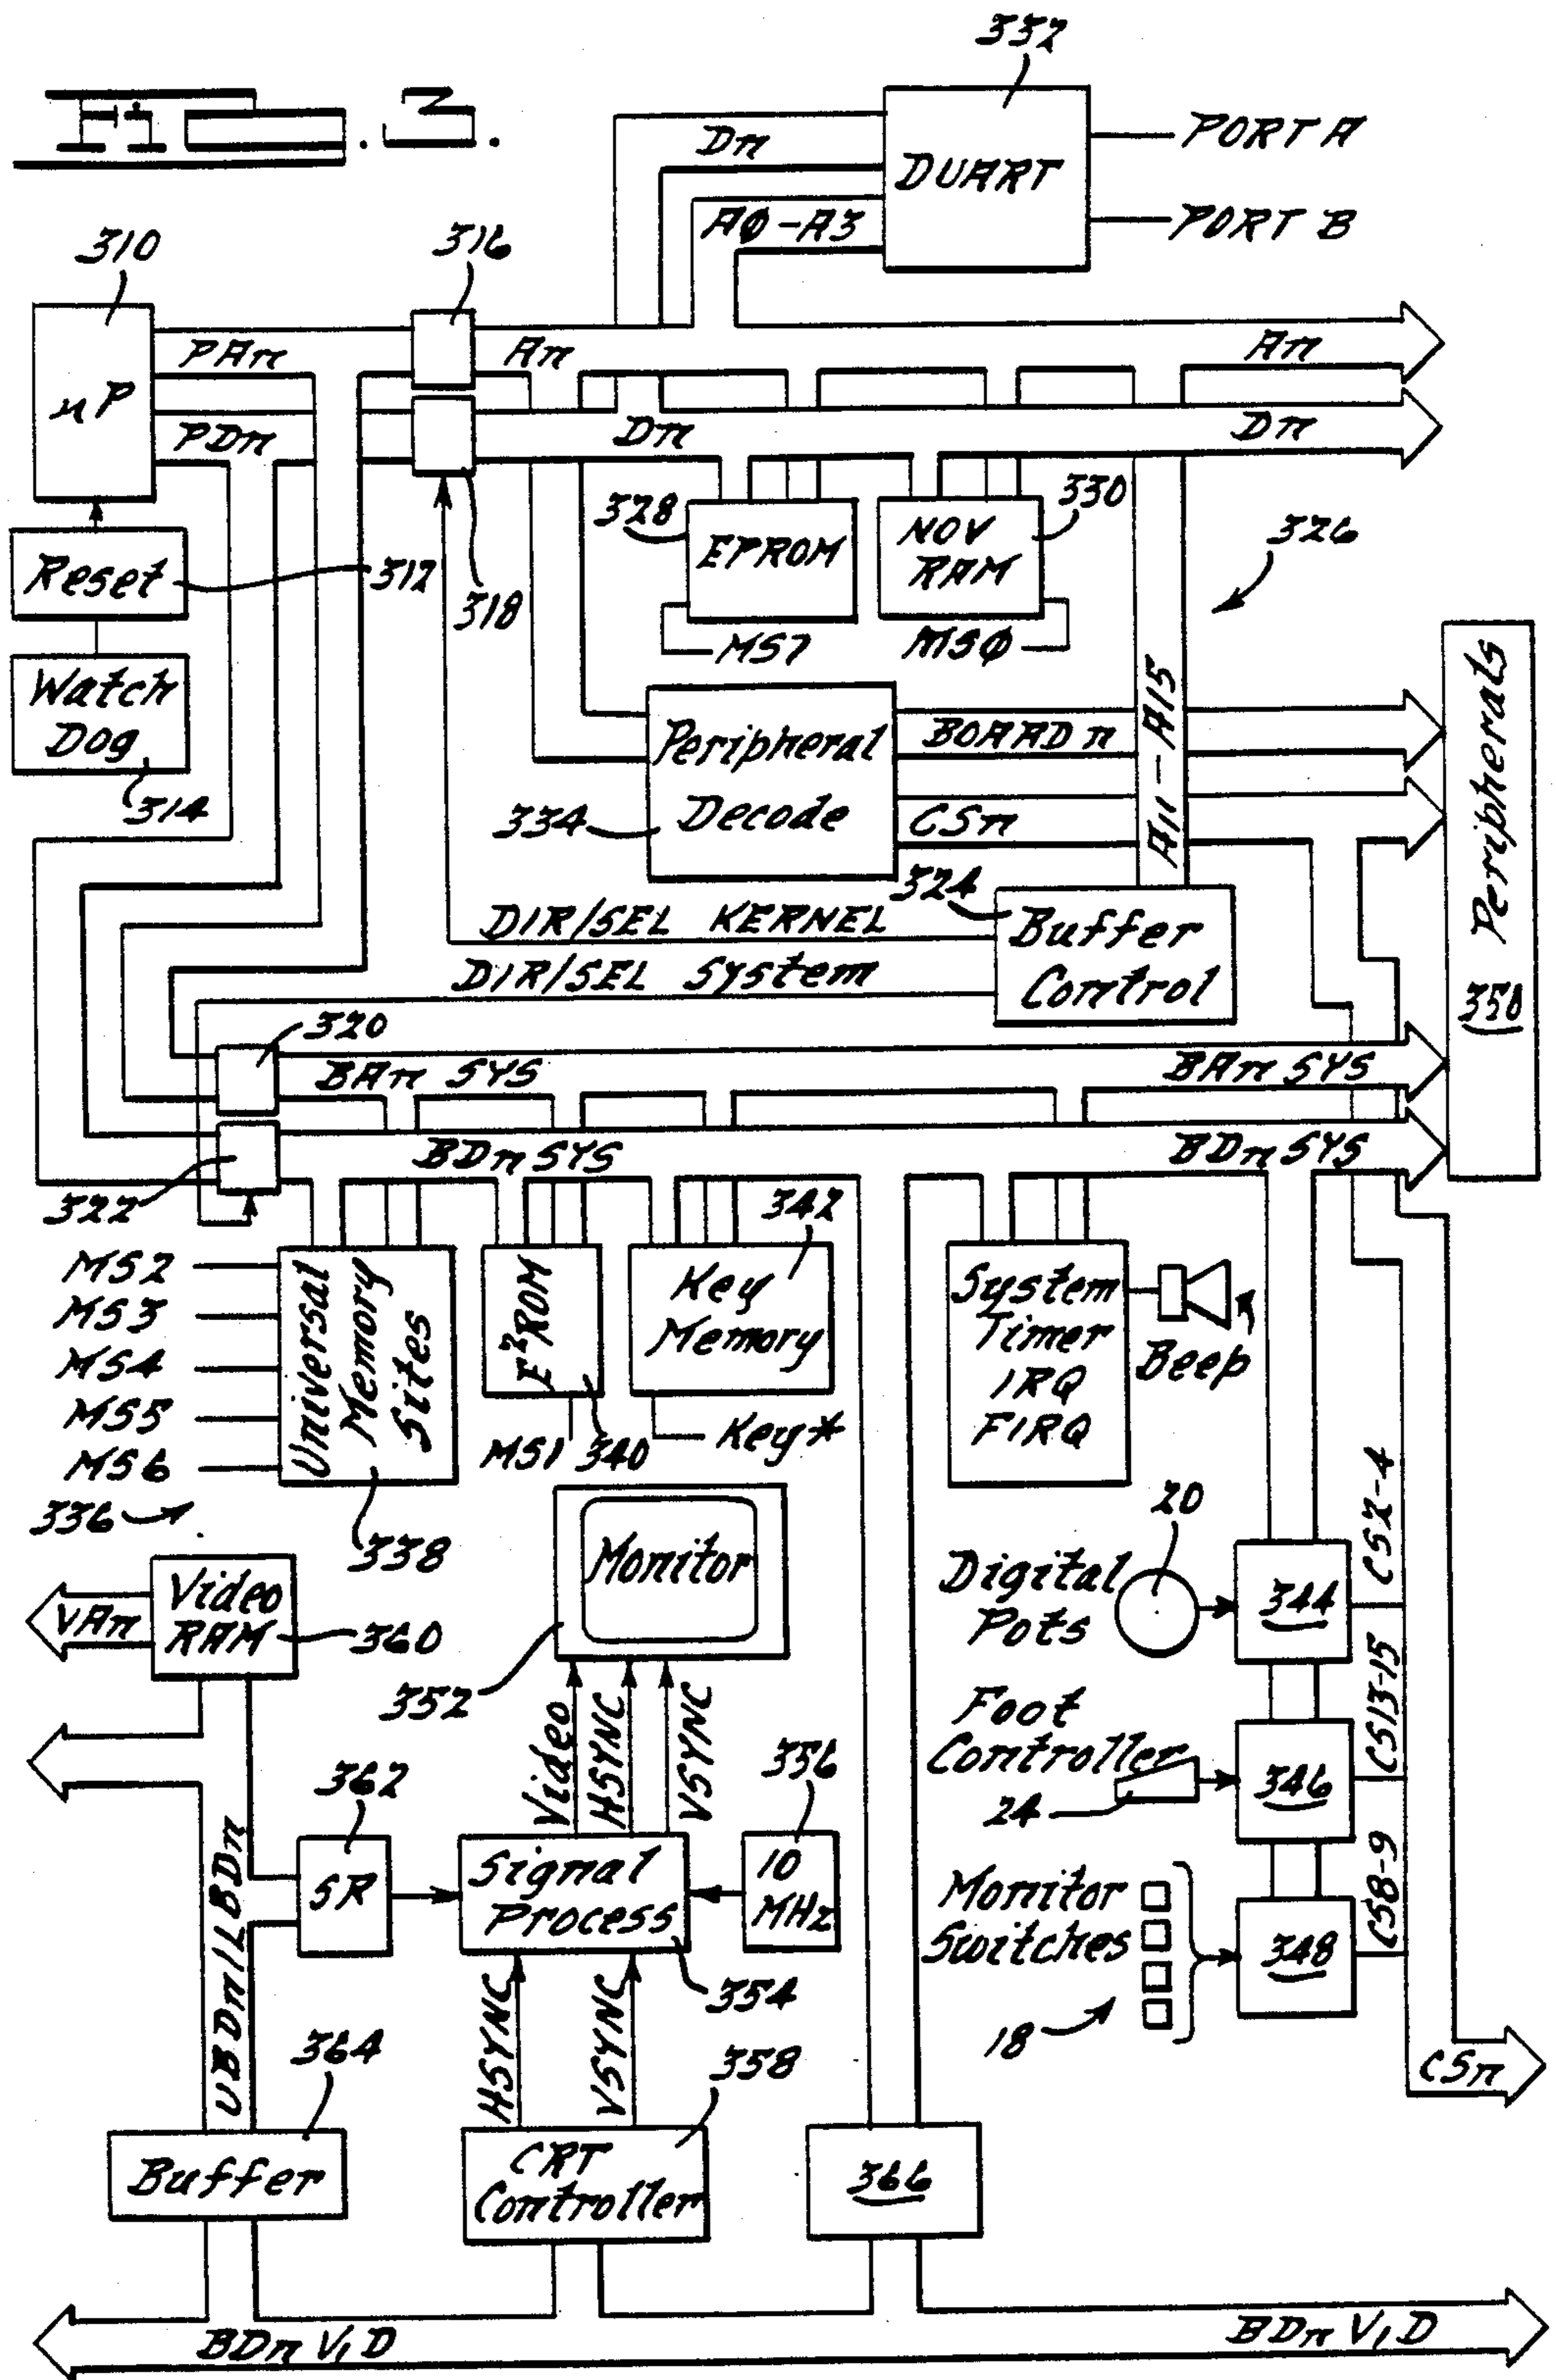 FIG. 3.
332
Dn
DUART
PORT A
A0-A3
PORT B
310
316
PAn
An
An
µP
PDn
Dn
Dn
328
EPROM
NOV
RAM
330
326
Reset
312
318
MS7
MS0
Watch
Dog
314
Peripheral
Decode
334
BOARD n
CSn
A11-A15
Peripherals
350
324
DIR/SEL KERNEL
DIR/SEL System
Buffer
Control
320
BAn SYS
BAn SYS
BDn SYS
BDn SYS
322
342
MS2
MS3
MS4
MS5
MS6
Universal
Memory
Sites
E²ROM
Key
Memory
System
Timer
IRQ
FIRQ
Beep
MS1
340
Key*
336
338
Monitor
20
Digital
Pots
344
CS2-4
VAn
Video
RAM
360
352
Video
HSYNC
VSYNC
Foot
Controller
24
346
CS13-15
362
356
SR
Signal
Process
10
MHz
Monitor
Switches
348
CS8-9
354
18
UBDn/LBDn
HSYNC
VSYNC
364
358
CSn
Buffer
CRT
Controller
366
BDn VID
BDn VID